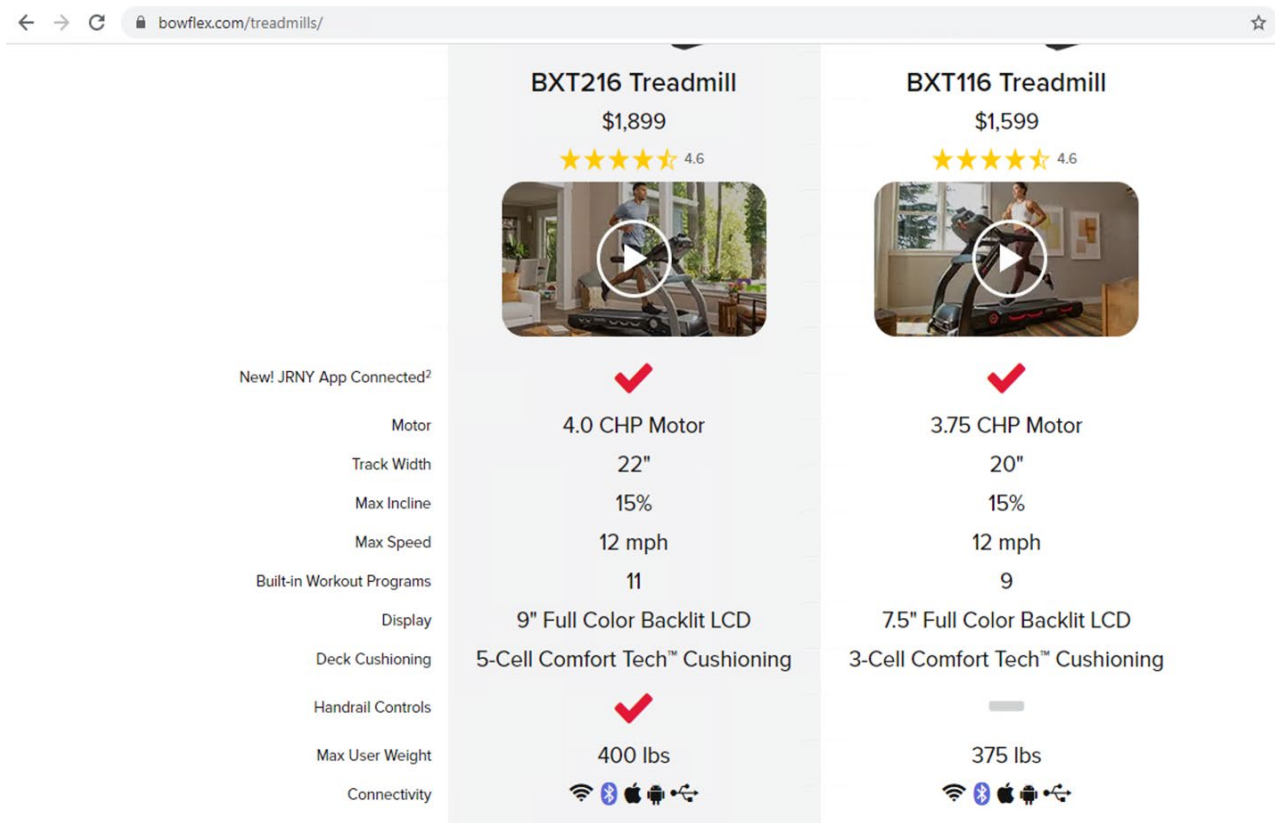 bowflex.com/treadmills/
BXT216 Treadmill BXT116 Treadmill
$1,899 $1,599
4.6 4.6
New! JRNY App Connected²
Motor 4.0 CHP Motor 3.75 CHP Motor
Track Width 22" 20"
Max Incline 15% 15%
Max Speed 12 mph 12 mph
Built-in Workout Programs 11 9
Display 9" Full Color Backlit LCD 7.5" Full Color Backlit LCD
Deck Cushioning 5-Cell Comfort Tech™ Cushioning 3-Cell Comfort Tech™ Cushioning
Handrail Controls
Max User Weight 400 lbs 375 lbs
Connectivity